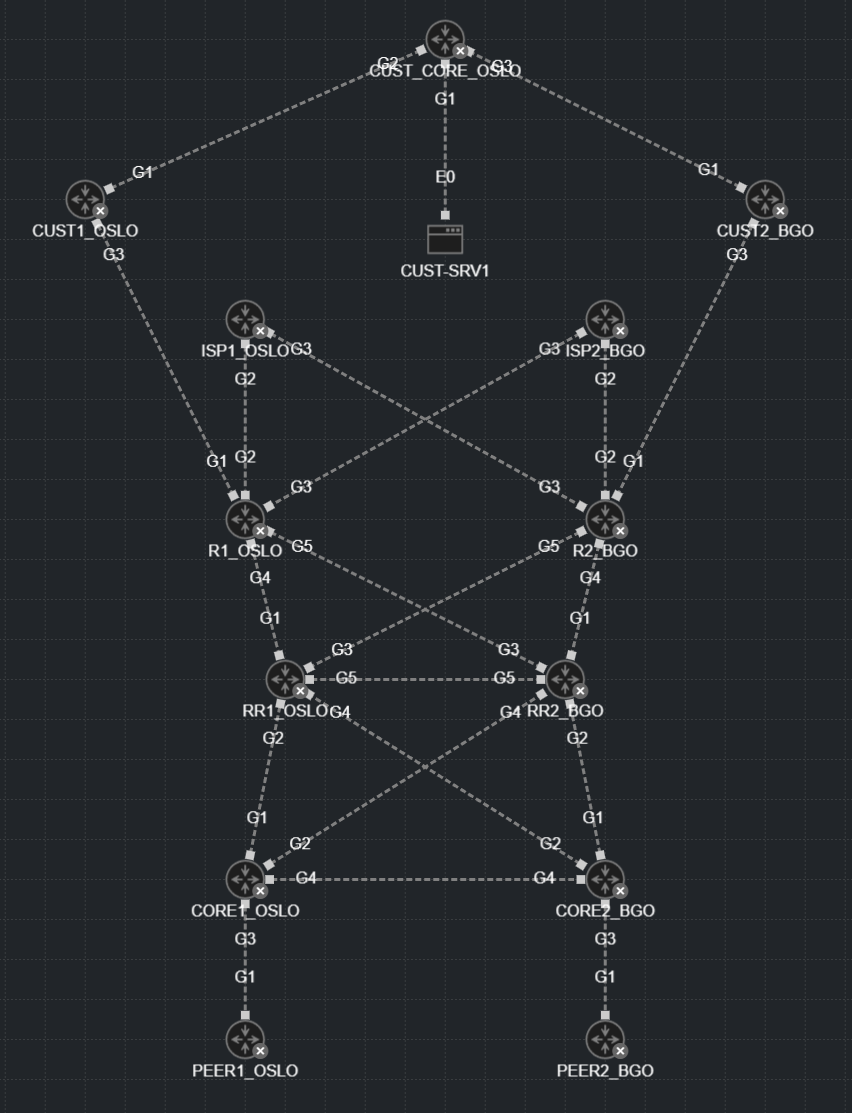 G2
G3
CUST_CORE_OSLO
G1
G1
G1
E0
CUST1_OSLO
CUST2_BGO
G3
G3
CUST-SRV1
ISP1_OSLO
G3
G3
ISP2_BGO
G2
G2
G1
G2
G2
G1
G3
G3
R1_OSLO
G5
G5
R2_BGO
G4
G4
G1
G1
G3
G3
G5
G5
RR1_OSLO
G4
G4
RR2_BGO
G2
G2
G1
G1
G2
G2
G4
G4
CORE1_OSLO
CORE2_BGO
G3
G3
G1
G1
PEER1_OSLO
PEER2_BGO